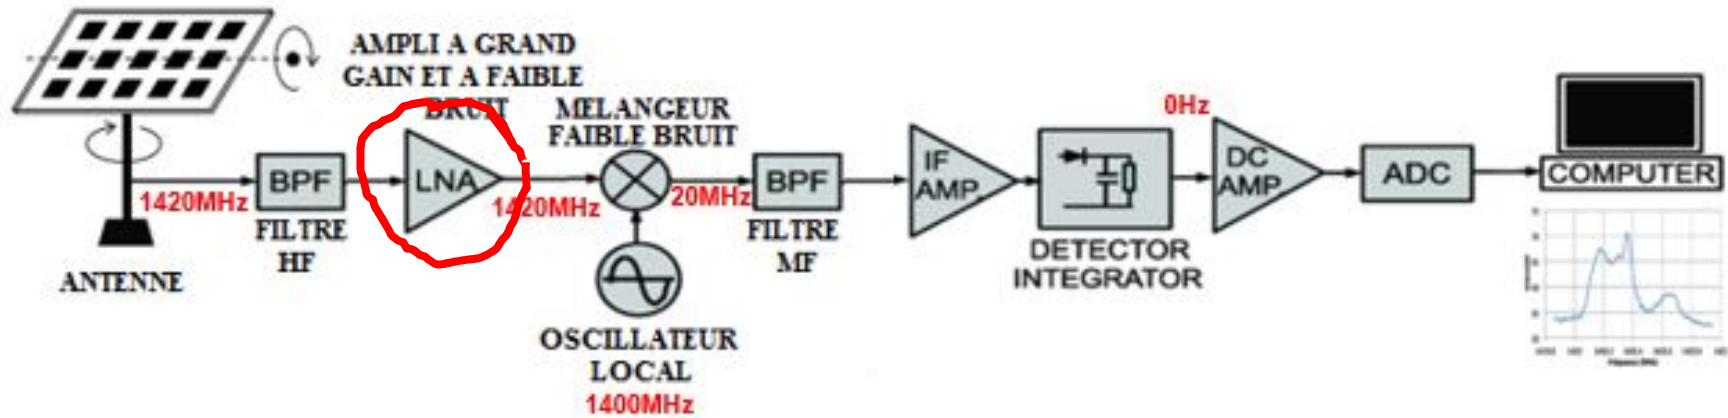 AMPLI A GRAND
GAIN ET A FAIBLE
BRUIT
MELANGEUR
FAIBLE BRUIT
0Hz
BPF
LNA
BPF
IF
AMP.
DC
AMP
ADC
COMPUTER
1420MHz
1420MHz
20MHz
FILTRE
HF
FILTRE
MF
DETECTOR
INTEGRATOR
ANTENNE
OSCILLATEUR
LOCAL
1400MHz